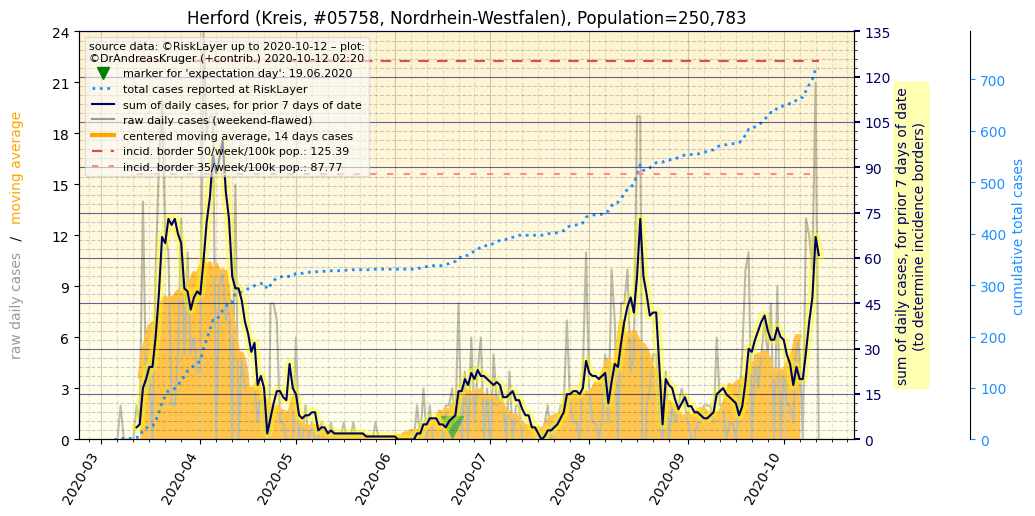 Herford (Kreis, #05758, Nordrhein-Westfalen), Population=250,783
source data: ©RiskLayer up to 2020-10-12 – plot:
©DrAndreasKruger (+contrib.) 2020-10-12 02:20
marker for 'expectation day': 19.06.2020
total cases reported at RiskLayer
sum of daily cases, for prior 7 days of date
raw daily cases (weekend-flawed)
centered moving average, 14 days cases
incid. border 50/week/100k pop.: 125.39
incid. border 35/week/100k pop.: 87.77
raw daily cases / moving average
24
21
18
15
12
9
6
3
0
135
120
105
90
75
60
45
30
15
0
sum of daily cases, for prior 7 days of date
(to determine incidence borders)
700
600
500
400
300
200
100
0
cumulative total cases
2020-03
2020-04
2020-05
2020-06
2020-07
2020-08
2020-09
2020-10